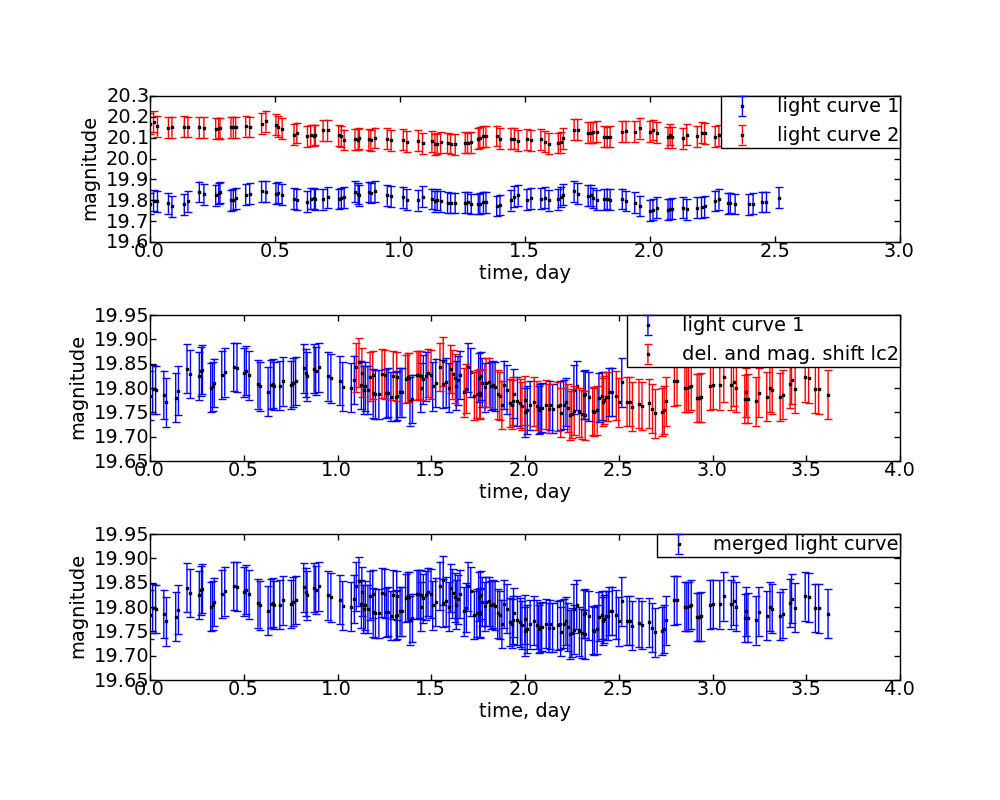 20.3
20.2
20.1
20.0
19.9
19.8
19.7
19.6
magnitude
light curve 1
light curve 2
0.0 0.5 1.0 1.5 2.0 2.5 3.0
time, day
19.95
19.90
19.85
19.80
19.75
19.70
19.65
magnitude
light curve 1
del. and mag. shift lc2
0.0 0.5 1.0 1.5 2.0 2.5 3.0 3.5 4.0
time, day
19.95
19.90
19.85
19.80
19.75
19.70
19.65
magnitude
merged light curve
0.0 0.5 1.0 1.5 2.0 2.5 3.0 3.5 4.0
time, day